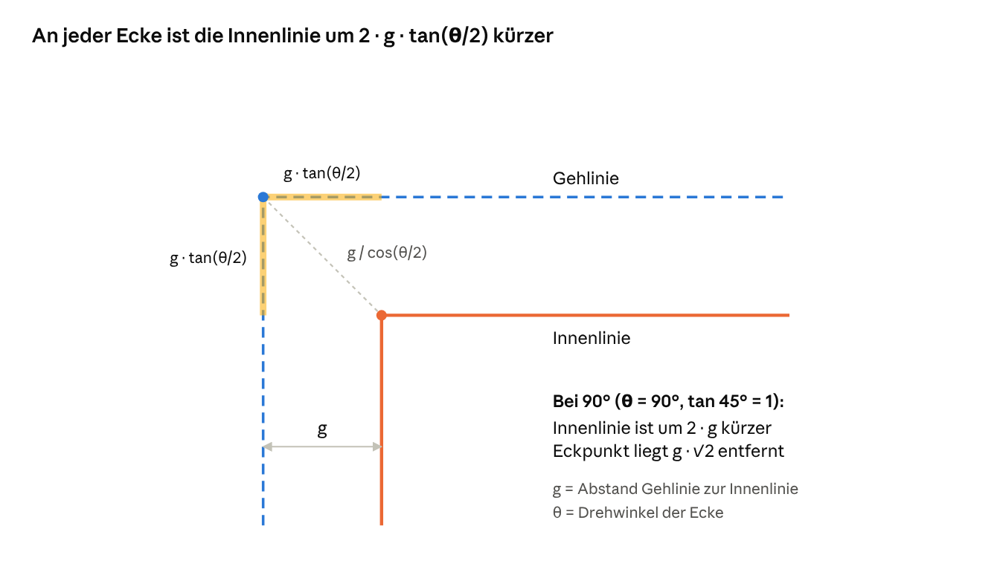 An jeder Ecke ist die Innenlinie um 2 · g · tan(θ/2) kürzer
g · tan(θ/2)
Gehlinie
g / cos(θ/2)
g · tan(θ/2)
Innenlinie
Bei 90° (θ = 90°, tan 45° = 1):
Innenlinie ist um 2 · g kürzer
g
Eckpunkt liegt g · √2 entfernt
g = Abstand Gehlinie zur Innenlinie
θ = Drehwinkel der Ecke